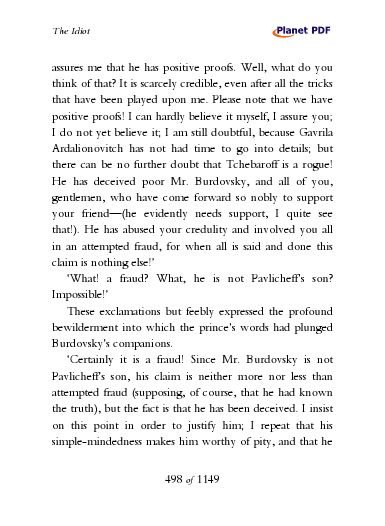 The Idiot
Planet PDF
assures me that he has positive proofs. Well, what do you
think of that? It is scarcely credible, even after all the tricks
that have been played upon me. Please note that we have
positive proofs! I can hardly believe it myself, I assure you;
I do not yet believe it; I am still doubtful, because Gavrila
Ardalionovitch has not had time to go into details; but
there can be no further doubt that Tchebaroff is a rogue!
He has deceived poor Mr. Burdovsky, and all of you,
gentlemen, who have come forward so nobly to support
your friend—(he evidently needs support, I quite see
that!). He has abused your credulity and involved you all
in an attempted fraud, for when all is said and done this
claim is nothing else!’
‘What! a fraud? What, he is not Pavlicheff’s son?
Impossible!’
These exclamations but feebly expressed the profound
bewilderment into which the prince’s words had plunged
Burdovsky’s companions.
‘Certainly it is a fraud! Since Mr. Burdovsky is not
Pavlicheff’s son, his claim is neither more nor less than
attempted fraud (supposing, of course, that he had known
the truth), but the fact is that he has been deceived. I insist
on this point in order to justify him; I repeat that his
simple-mindedness makes him worthy of pity, and that he
498 of 1149